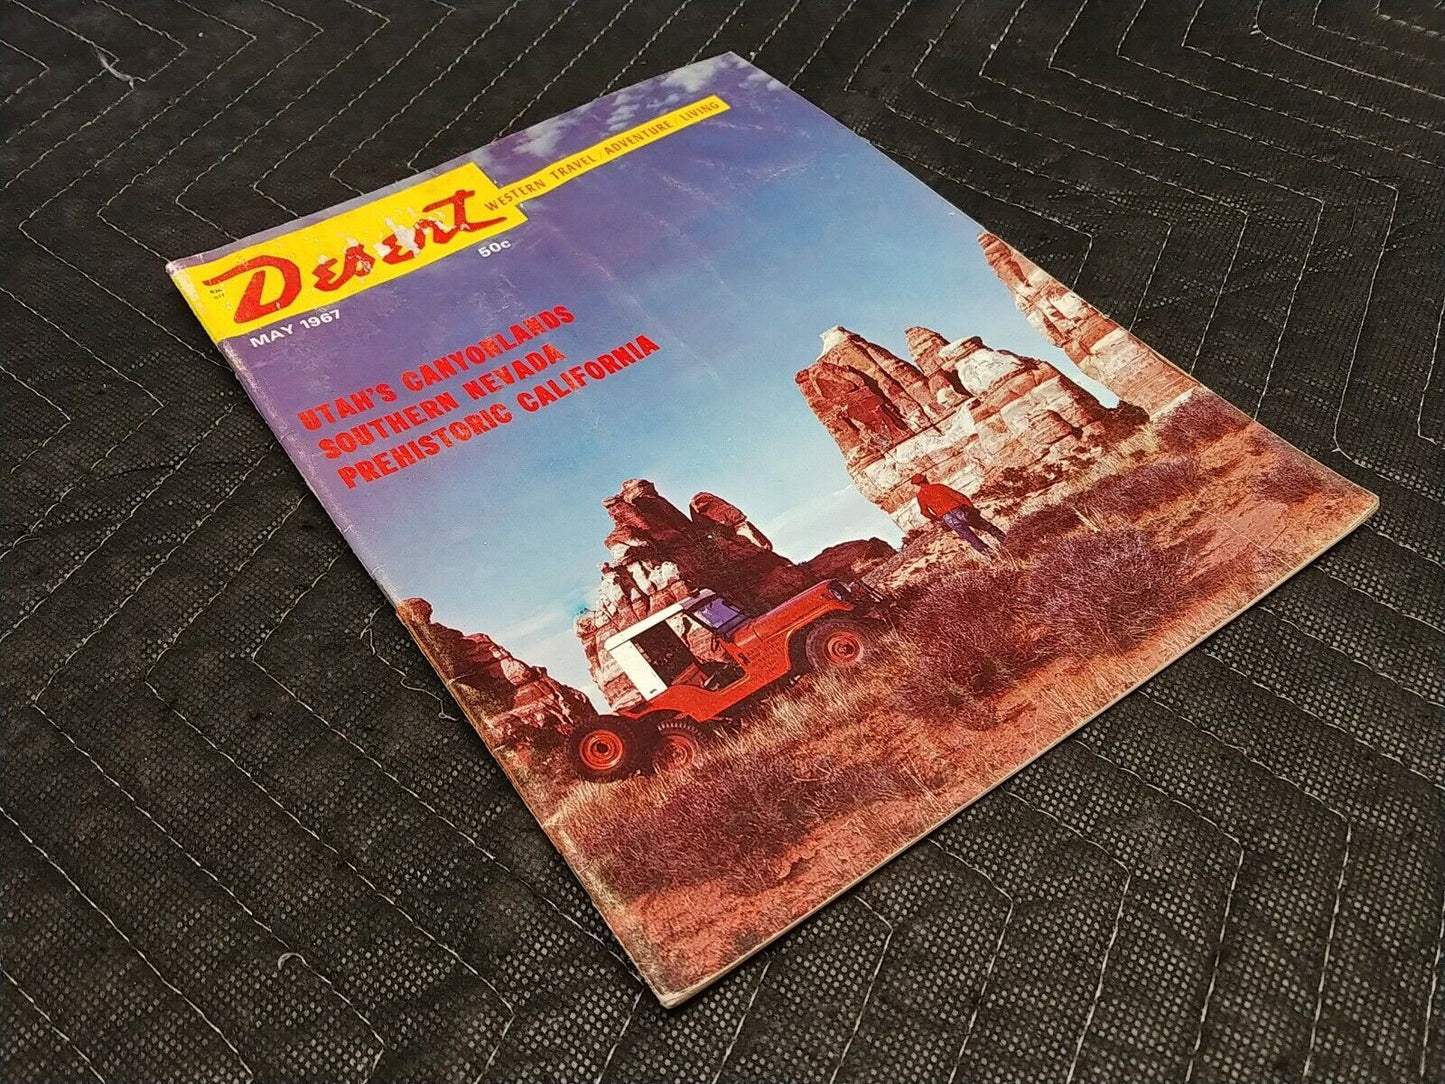 Desert
WESTERN TRAVEL / ADVENTURE / LIVING
50c
MAY 1967
UTAH'S CANYONLANDS
SOUTHERN NEVADA
PREHISTORIC CALIFORNIA